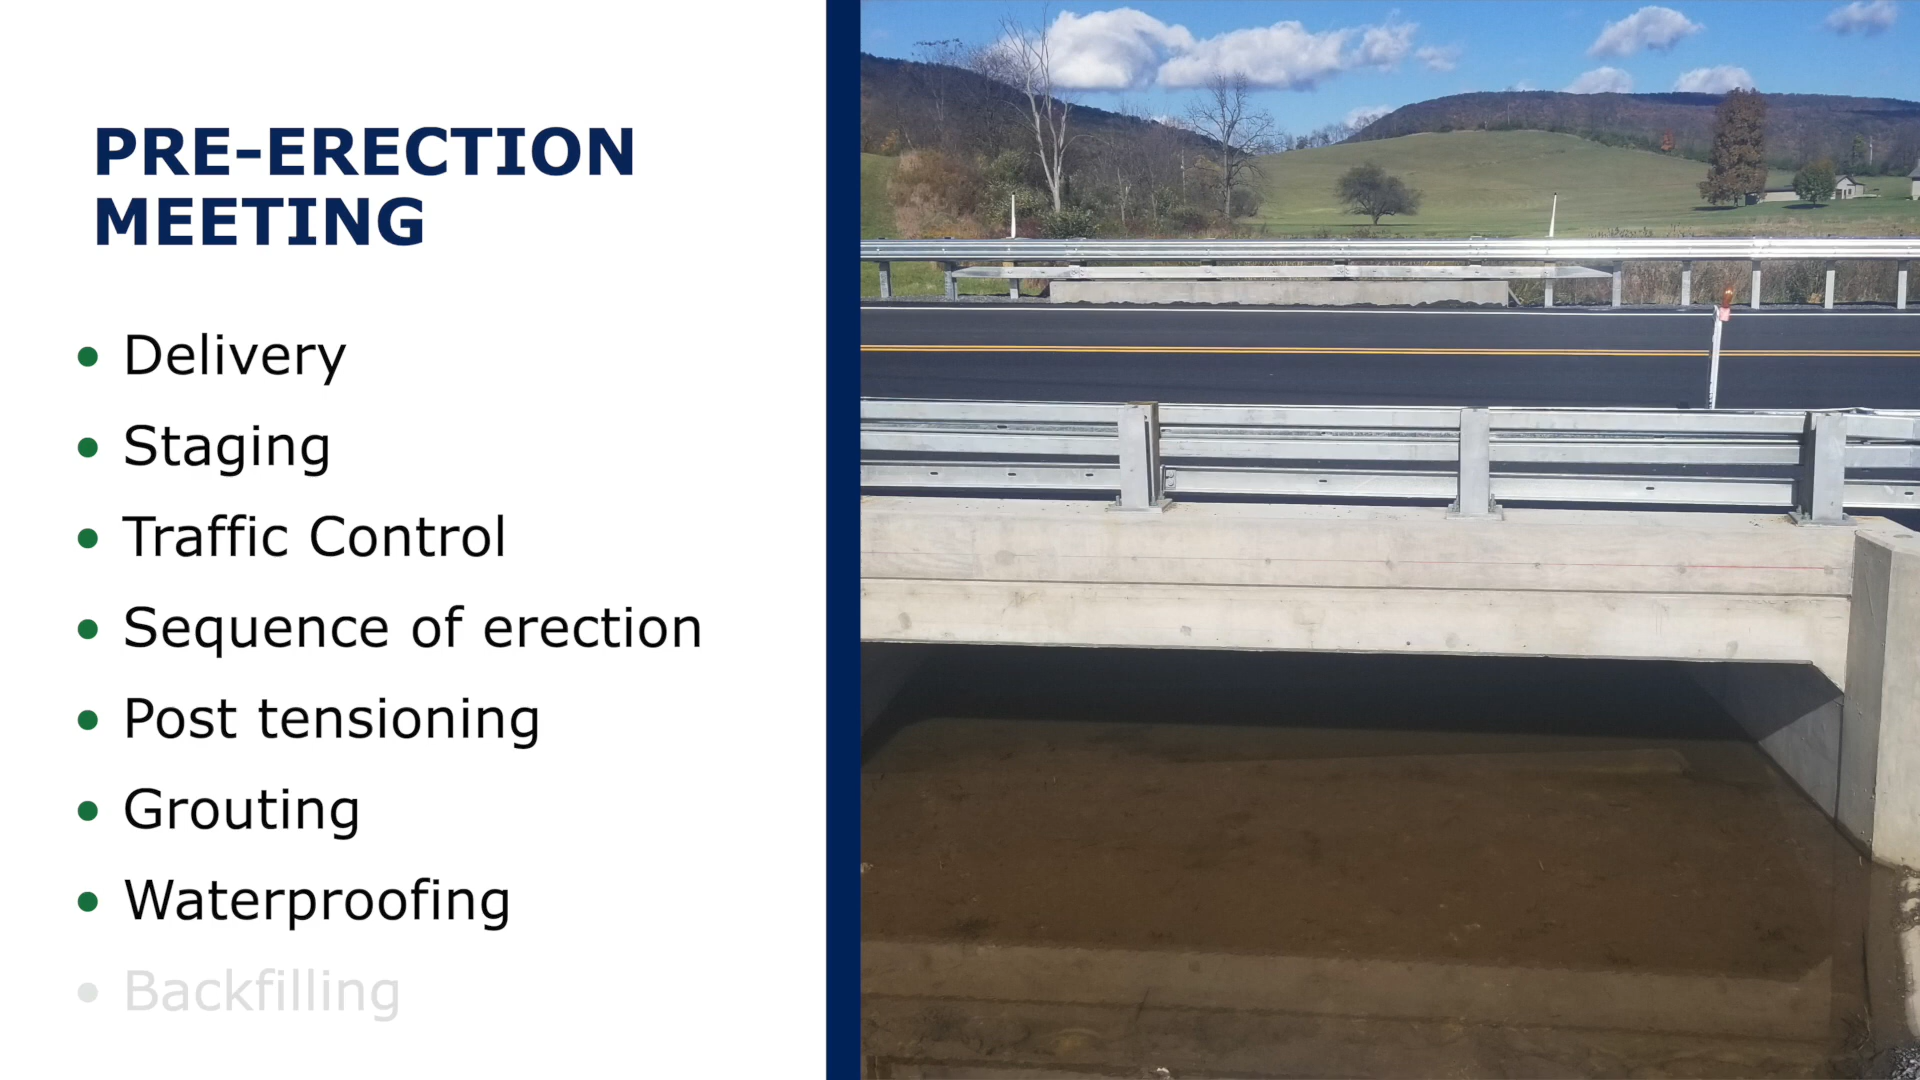 PRE-ERECTION
MEETING
• Delivery
• Staging
• Traffic Control
• Sequence of erection
• Post tensioning
• Grouting
• Waterproofing
• Backfilling